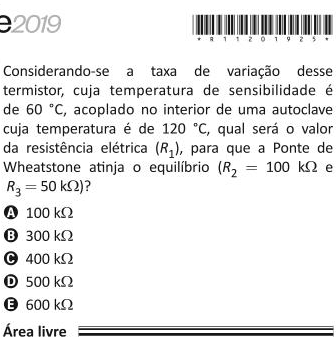 e2019
* R 1 1 2 0 1 9 2 5 *
Considerando-se a taxa de variação desse
termistor, cuja temperatura de sensibilidade é
de 60 °C, acoplado no interior de uma autoclave
cuja temperatura é de 120 °C, qual será o valor
da resistência elétrica (R₁), para que a Ponte de
Wheatstone atinja o equilíbrio (R₂ = 100 kΩ e
R₃ = 50 kΩ)?
A 100 kΩ
B 300 kΩ
C 400 kΩ
D 500 kΩ
E 600 kΩ
Área livre